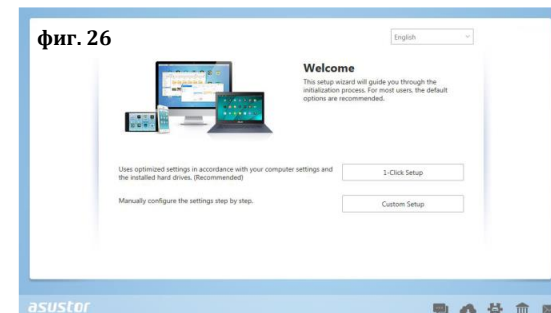 фиг. 26
English
Welcome
This setup wizard will guide you through the
initialization process. For most users, the default
options are recommended.
Uses optimized settings in accordance with your computer settings and
the installed hard drives. (Recommended)
1-Click Setup
Manually configure the settings step by step.
Custom Setup
asustor